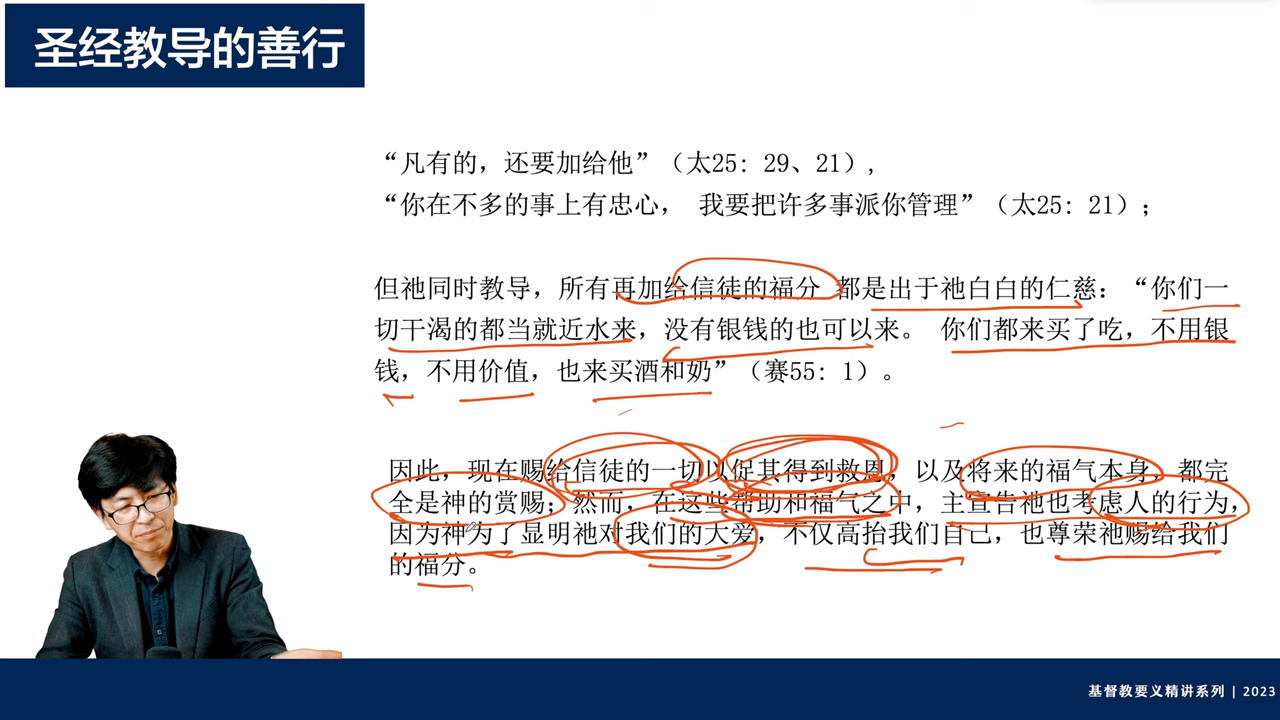 圣经教导的善行
“凡有的，还要加给他”（太25: 29、21），
“你在不多的事上有忠心， 我要把许多事派你管理”（太25: 21）；
但祂同时教导，所有再加给信徒的福分 都是出于祂白白的仁慈：“你们一
切干渴的都当就近水来，没有银钱的也可以来。 你们都来买了吃，不用银
钱，不用价值，也来买酒和奶”（赛55: 1）。
因此，现在赐给信徒的一切以促其得到救恩，以及将来的福气本身，都完
全是神的赏赐；然而，在这些帮助和福气之中，主宣告祂也考虑人的行为，
因为神为了显明祂对我们的大爱，不仅高抬我们自己，也尊荣祂赐给我们
的福分。
基督教要义精讲系列 | 2023